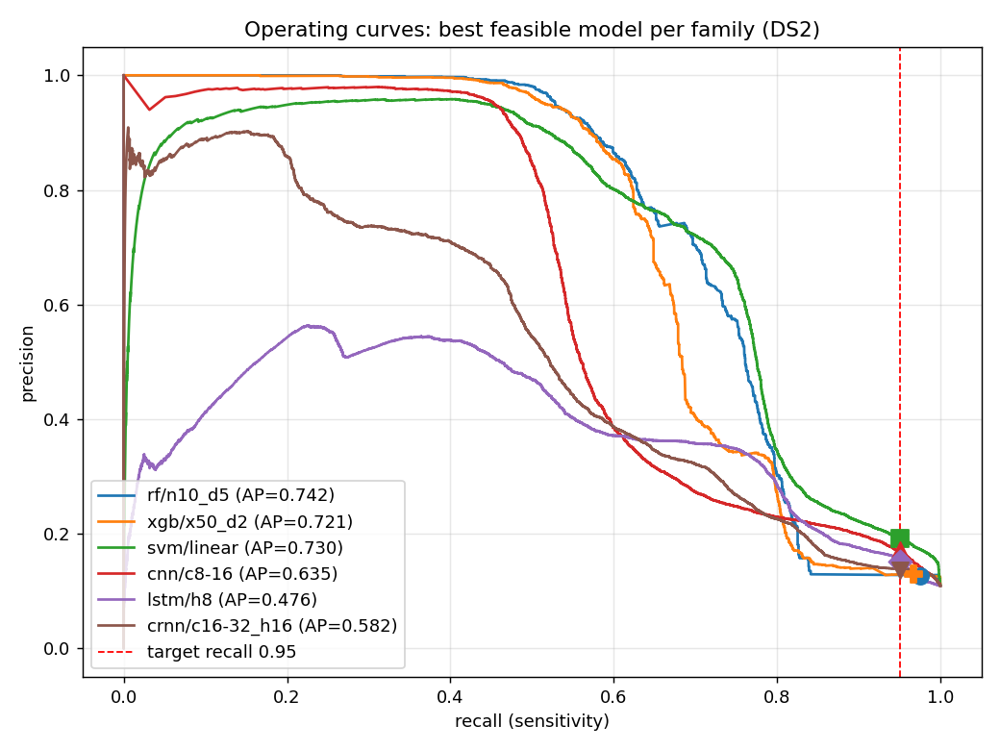 Operating curves: best feasible model per family (DS2)
1.0
0.8
0.6
0.4
0.2
0.0
precision
rf/n10_d5 (AP=0.742)
xgb/x50_d2 (AP=0.721)
svm/linear (AP=0.730)
cnn/c8-16 (AP=0.635)
lstm/h8 (AP=0.476)
crnn/c16-32_h16 (AP=0.582)
target recall 0.95
0.0 0.2 0.4 0.6 0.8 1.0
recall (sensitivity)